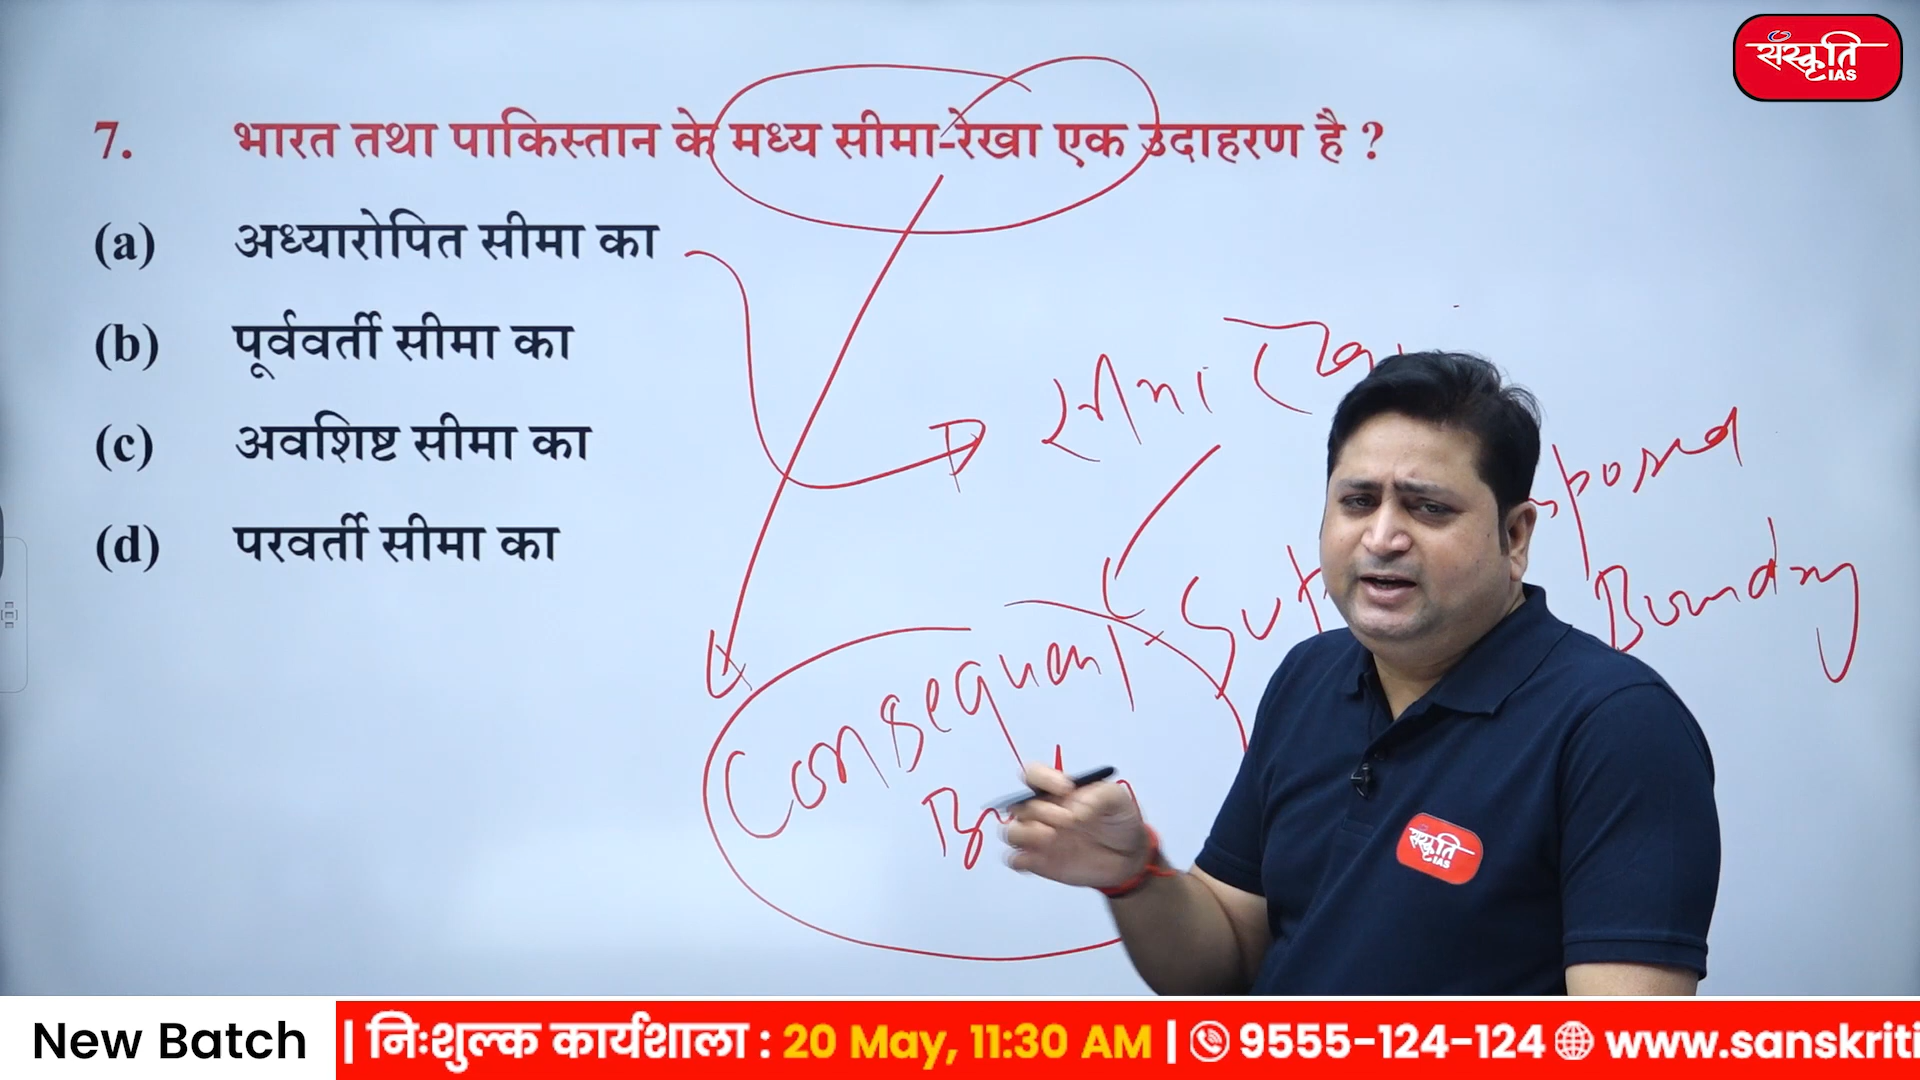 संस्कृति
IAS
7. भारत तथा पाकिस्तान के मध्य सीमा-रेखा एक उदाहरण है ?
(a) अध्यारोपित सीमा का
(b) पूर्ववर्ती सीमा का
(c) अवशिष्ट सीमा का
(d) परवर्ती सीमा का
सीमा
Boundry
Consequent
संस्कृति
IAS
New Batch | निःशुल्क कार्यशाला : 20 May, 11:30 AM | 9555-124-124 www.sanskriti